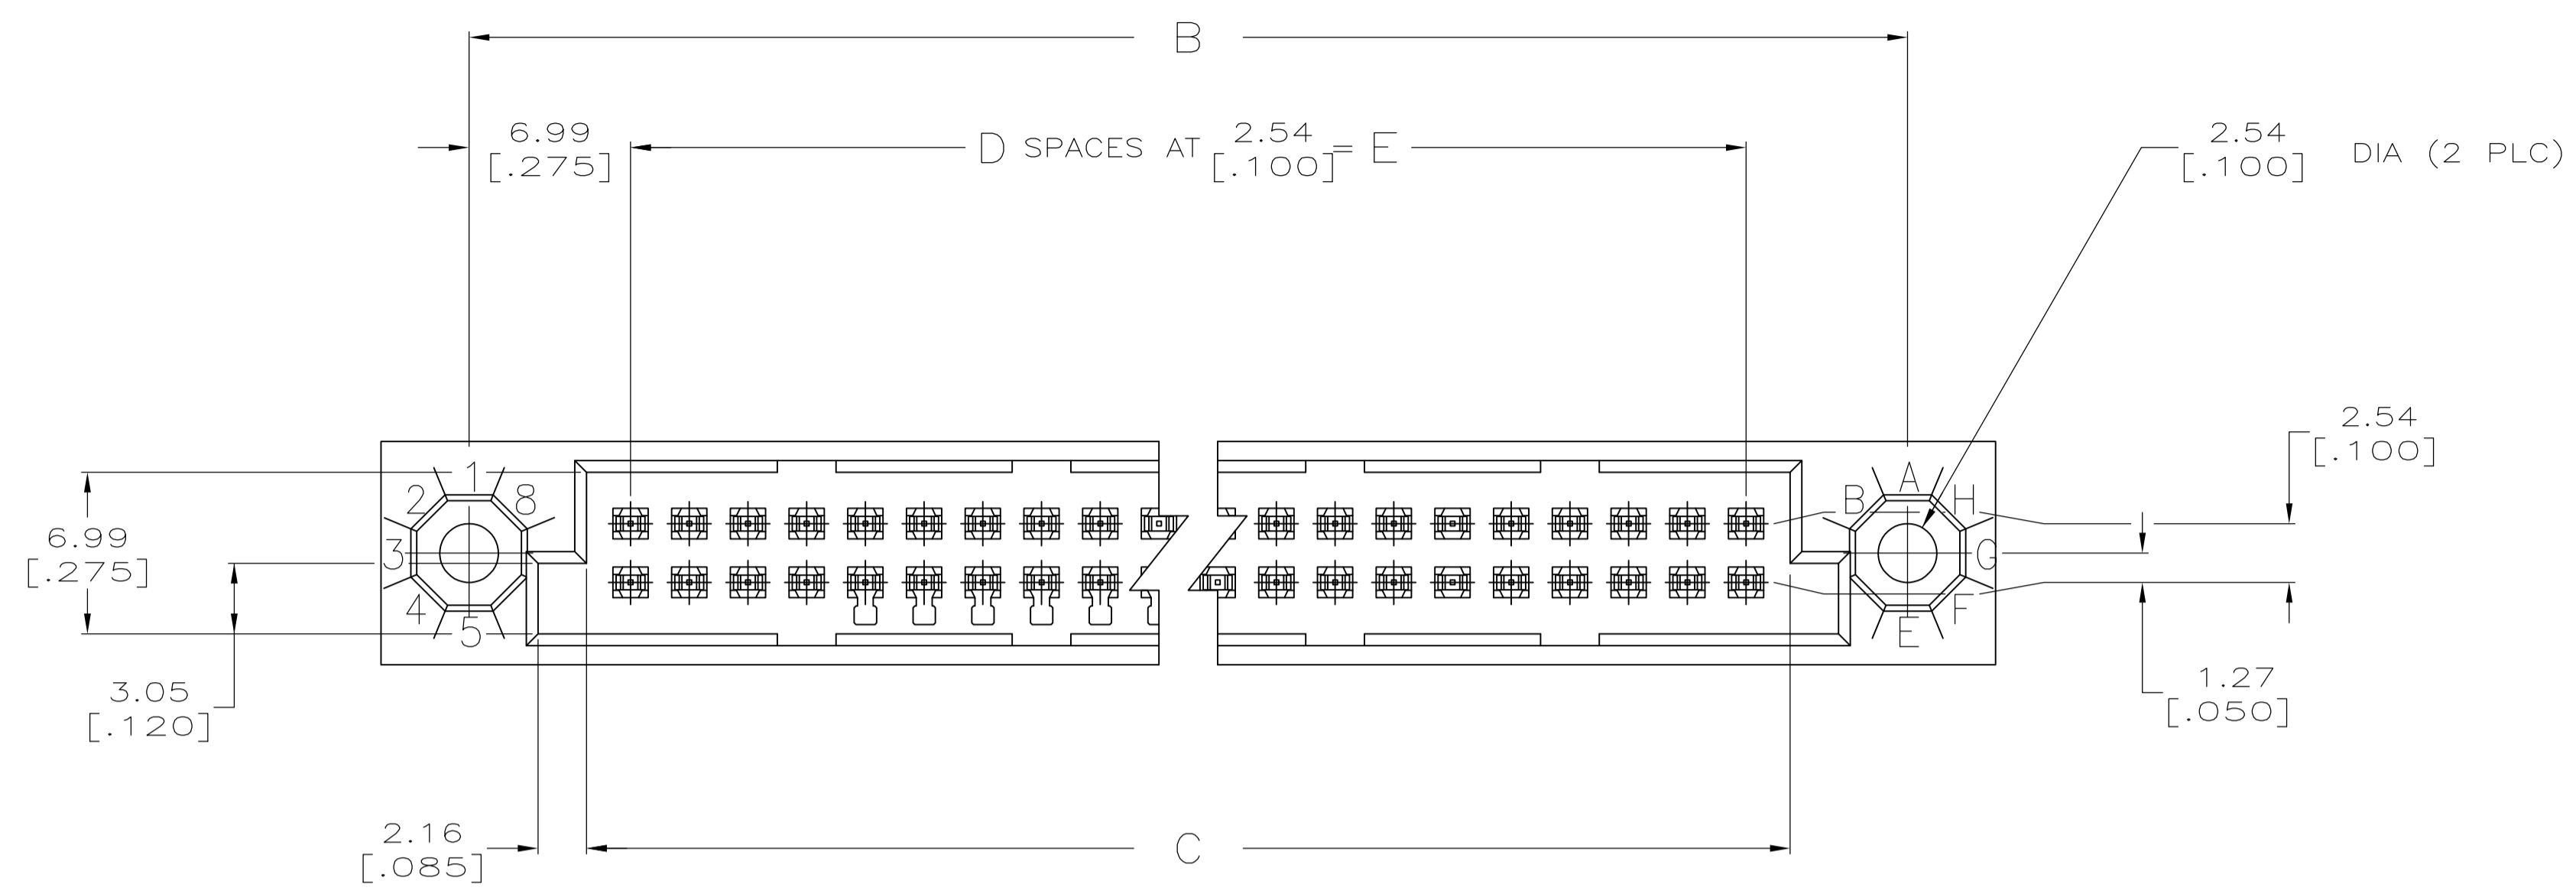 B
6.99
[.275]
D SPACES AT 2.54 [.100] = E
2.54
[.100]
DIA (2 PLC)
2.54
[.100]
1
2
8
3
4
5
A
B
H
G
F
E
6.99
[.275]
3.05
[.120]
1.27
[.050]
2.16
[.085]
C